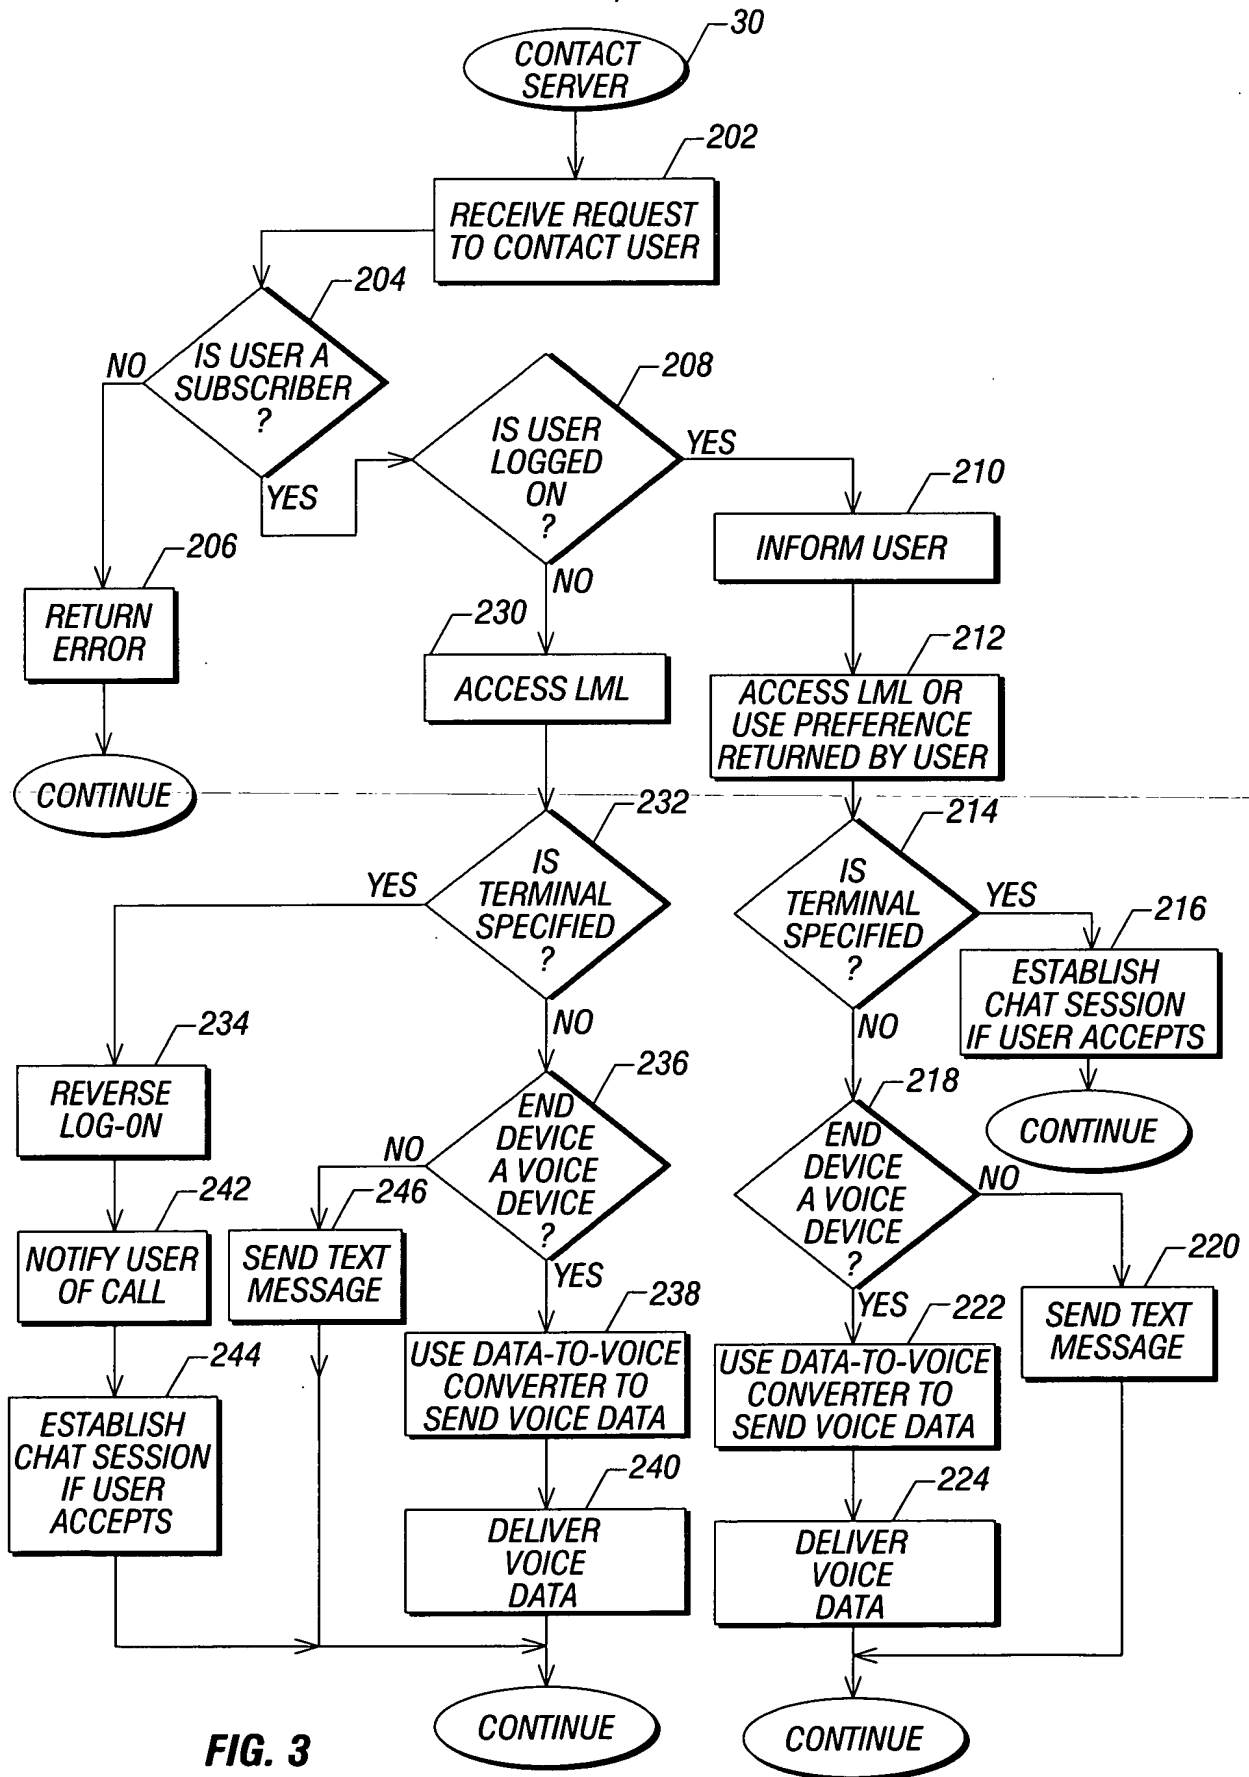 30
CONTACT
SERVER
202
RECEIVE REQUEST
TO CONTACT USER
204
IS USER A
SUBSCRIBER
?
NO
YES
208
IS USER
LOGGED
ON
?
YES
NO
210
INFORM USER
206
RETURN
ERROR
CONTINUE
230
ACCESS LML
212
ACCESS LML OR
USE PREFERENCE
RETURNED BY USER
232
IS
TERMINAL
SPECIFIED
?
YES
NO
214
IS
TERMINAL
SPECIFIED
?
YES
NO
216
ESTABLISH
CHAT SESSION
IF USER ACCEPTS
CONTINUE
234
REVERSE
LOG-ON
236
END
DEVICE
A VOICE
DEVICE
?
NO
YES
218
END
DEVICE
A VOICE
DEVICE
?
NO
YES
242
NOTIFY USER
OF CALL
246
SEND TEXT
MESSAGE
220
SEND TEXT
MESSAGE
238
USE DATA-TO-VOICE
CONVERTER TO
SEND VOICE DATA
222
USE DATA-TO-VOICE
CONVERTER TO
SEND VOICE DATA
244
ESTABLISH
CHAT SESSION
IF USER
ACCEPTS
240
DELIVER
VOICE
DATA
224
DELIVER
VOICE
DATA
CONTINUE
CONTINUE
FIG. 3